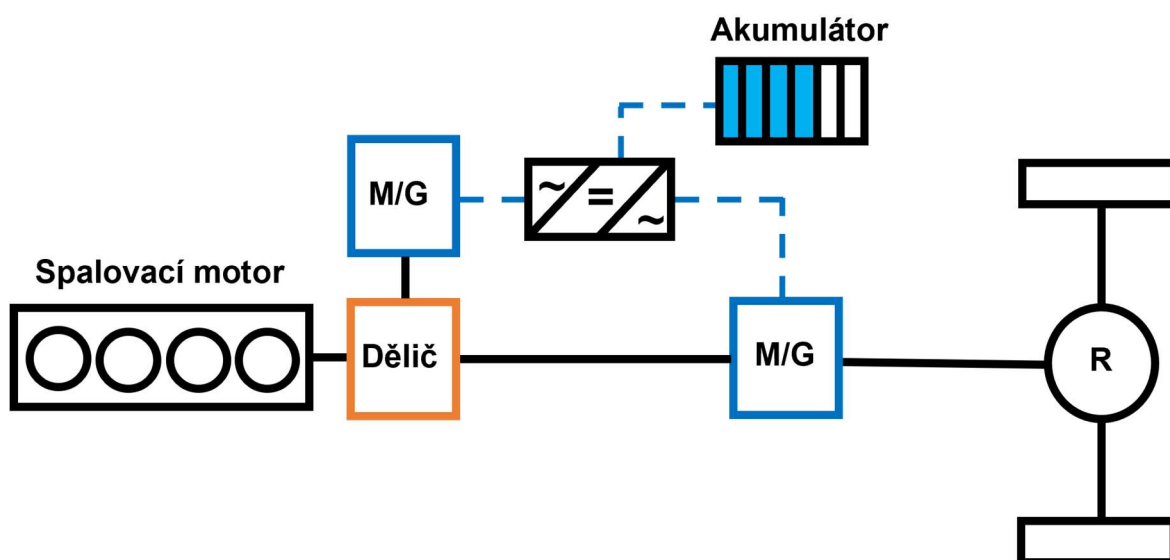 Akumulátor
M/G
~ = ~
Spalovací motor
Dělič
M/G
R